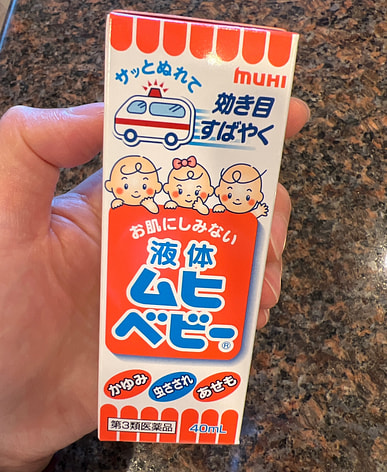 muHI
サッとぬれて
効き目
すばやく
お肌にしみない
液体
ムヒ
ベビー®
かゆみ 虫さされ あせも
第3類医薬品 40mL